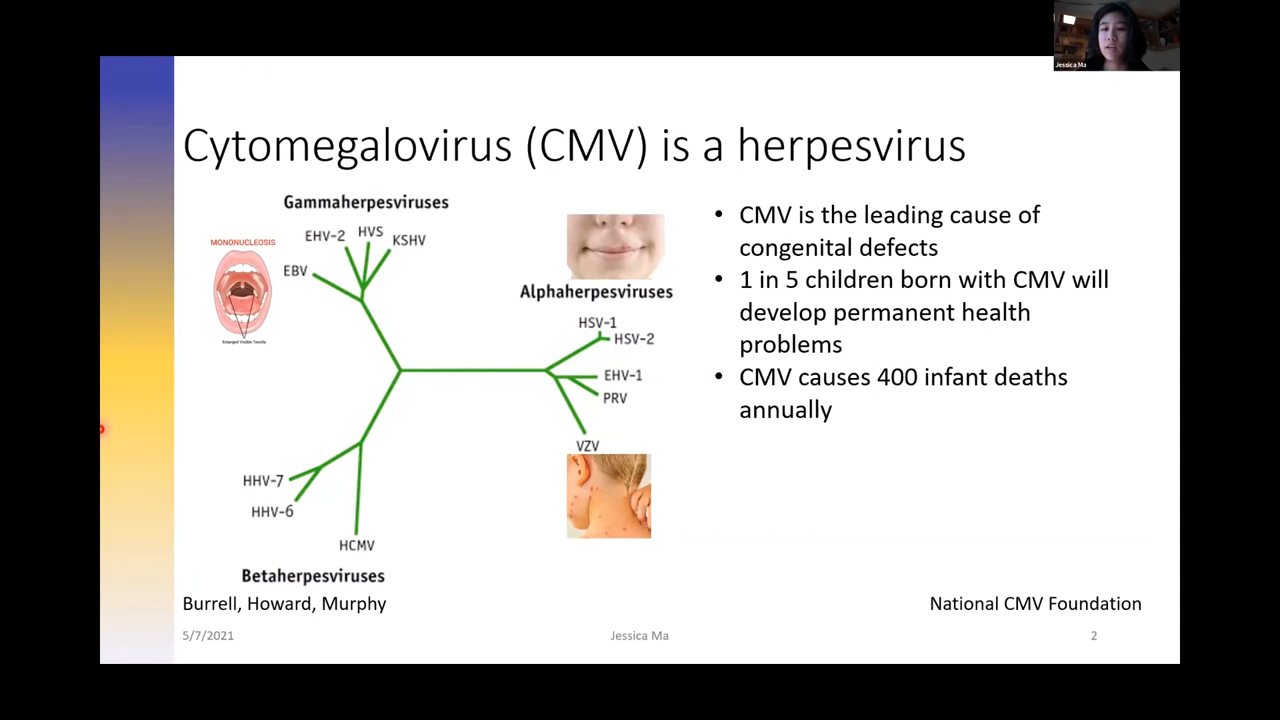 Jessica Ma
Cytomegalovirus (CMV) is a herpesvirus
Gammaherpesviruses
EHV-2
HVS
KSHV
EBV
MONONUCLEOSIS
Enlarged Visible Tonsils
Alphaherpesviruses
HSV-1
HSV-2
EHV-1
PRV
VZV
HHV-7
HHV-6
HCMV
Betaherpesviruses
Burrell, Howard, Murphy
• CMV is the leading cause of
congenital defects
• 1 in 5 children born with CMV will
develop permanent health
problems
• CMV causes 400 infant deaths
annually
National CMV Foundation
5/7/2021
Jessica Ma
2